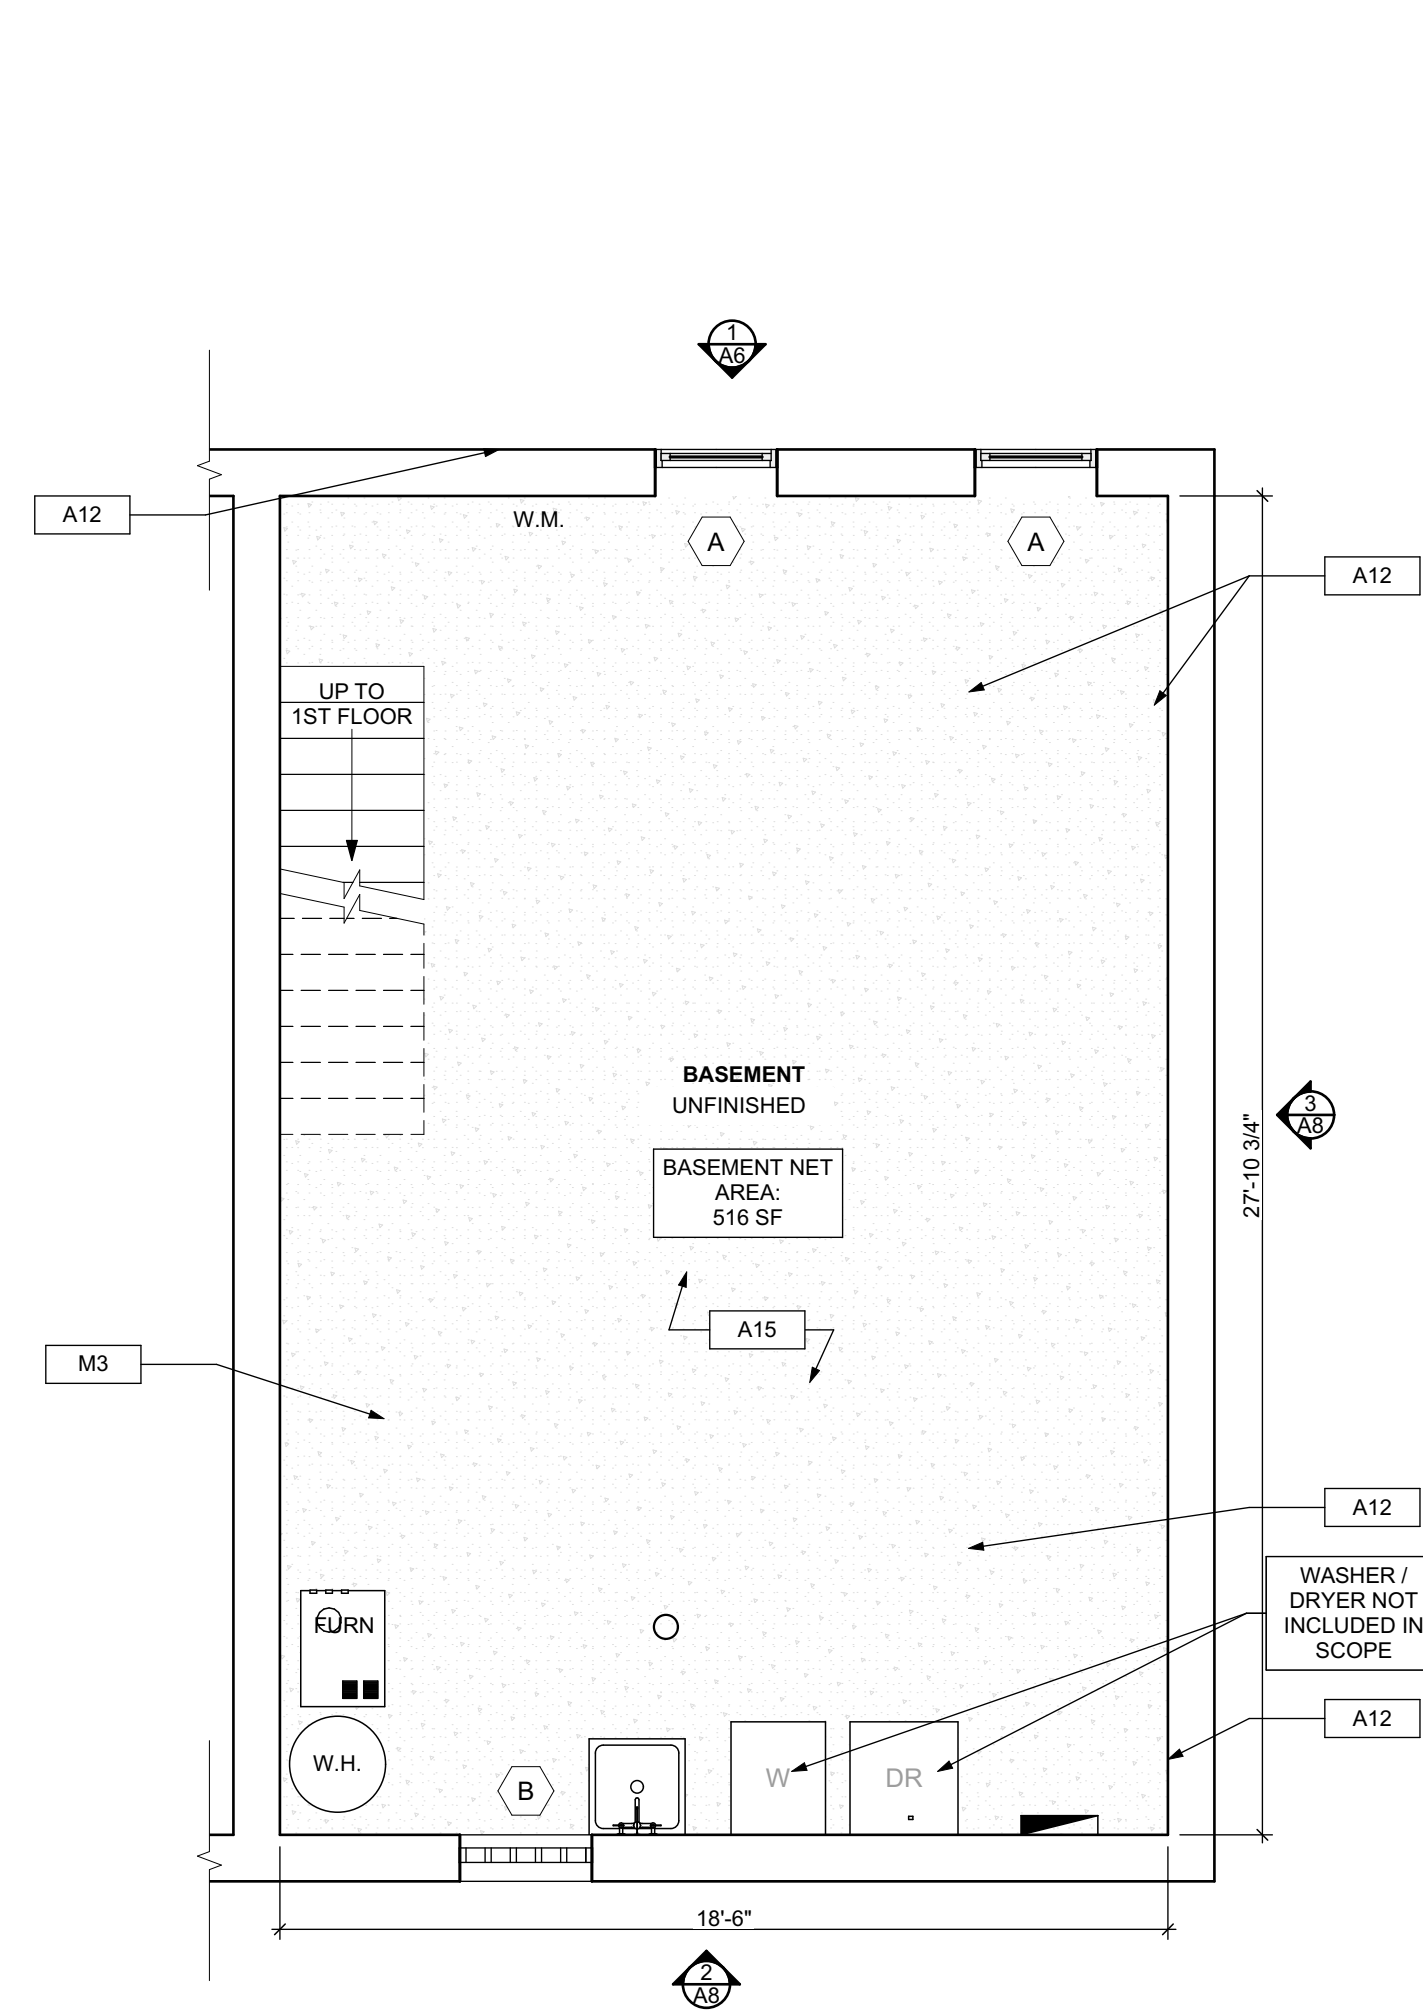 1
A6
A12
W.M.
A
A
A12
UP TO
1ST FLOOR
BASEMENT
UNFINISHED
3
A8
27'-10 3/4"
BASEMENT NET
AREA:
516 SF
A15
M3
A12
WASHER /
DRYER NOT
INCLUDED IN
SCOPE
FURN
A12
W.H.
B
W
DR
18'-6"
2
A8